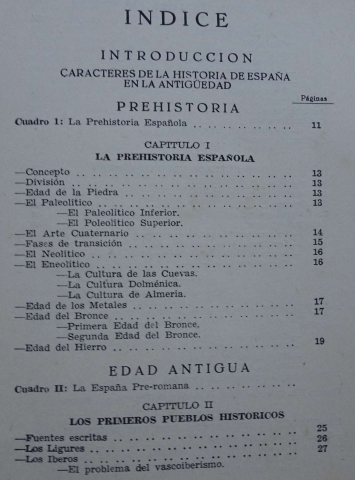 INDICE
INTRODUCCION
CARACTERES DE LA HISTORIA DE ESPAÑA
EN LA ANTIGÜEDAD
Páginas
PREHISTORIA
Cuadro I: La Prehistoria Española .. .. .. .. .. .. .. 11
CAPITULO I
LA PREHISTORIA ESPAÑOLA
—Concepto .. .. .. .. .. .. .. .. .. .. .. .. 13
—División .. .. .. .. .. .. .. .. .. .. .. .. 13
—Edad de la Piedra .. .. .. .. .. .. .. .. .. .. 13
—El Paleolítico .. .. .. .. .. .. .. .. .. .. .. 13
—El Paleolítico Inferior.
—El Poleolítico Superior.
—El Arte Cuaternario .. .. .. .. .. .. .. .. .. 14
—Fases de transición .. .. .. .. .. .. .. .. .. 15
—El Neolítico .. .. .. .. .. .. .. .. .. .. .. 16
—El Eneolítico .. .. .. .. .. .. .. .. .. .. .. 16
—La Cultura de las Cuevas.
—La Cultura Dolménica.
—La Cultura de Almería.
—Edad de los Metales .. .. .. .. .. .. .. .. .. 17
—Edad del Bronce .. .. .. .. .. .. .. .. .. .. 17
—Primera Edad del Bronce.
—Segunda Edad del Bronce.
—Edad del Hierro .. .. .. .. .. .. .. .. .. .. 19
EDAD ANTIGUA
Cuadro II: La España Pre-romana .. .. .. .. .. .. ..
CAPITULO II
LOS PRIMEROS PUEBLOS HISTORICOS
—Fuentes escritas .. .. .. .. .. .. .. .. .. .. 25
—Los Ligures .. .. .. .. .. .. .. .. .. .. .. 26
—Los Iberos .. .. .. .. .. .. .. .. .. .. .. 27
—El problema del vascoiberismo.